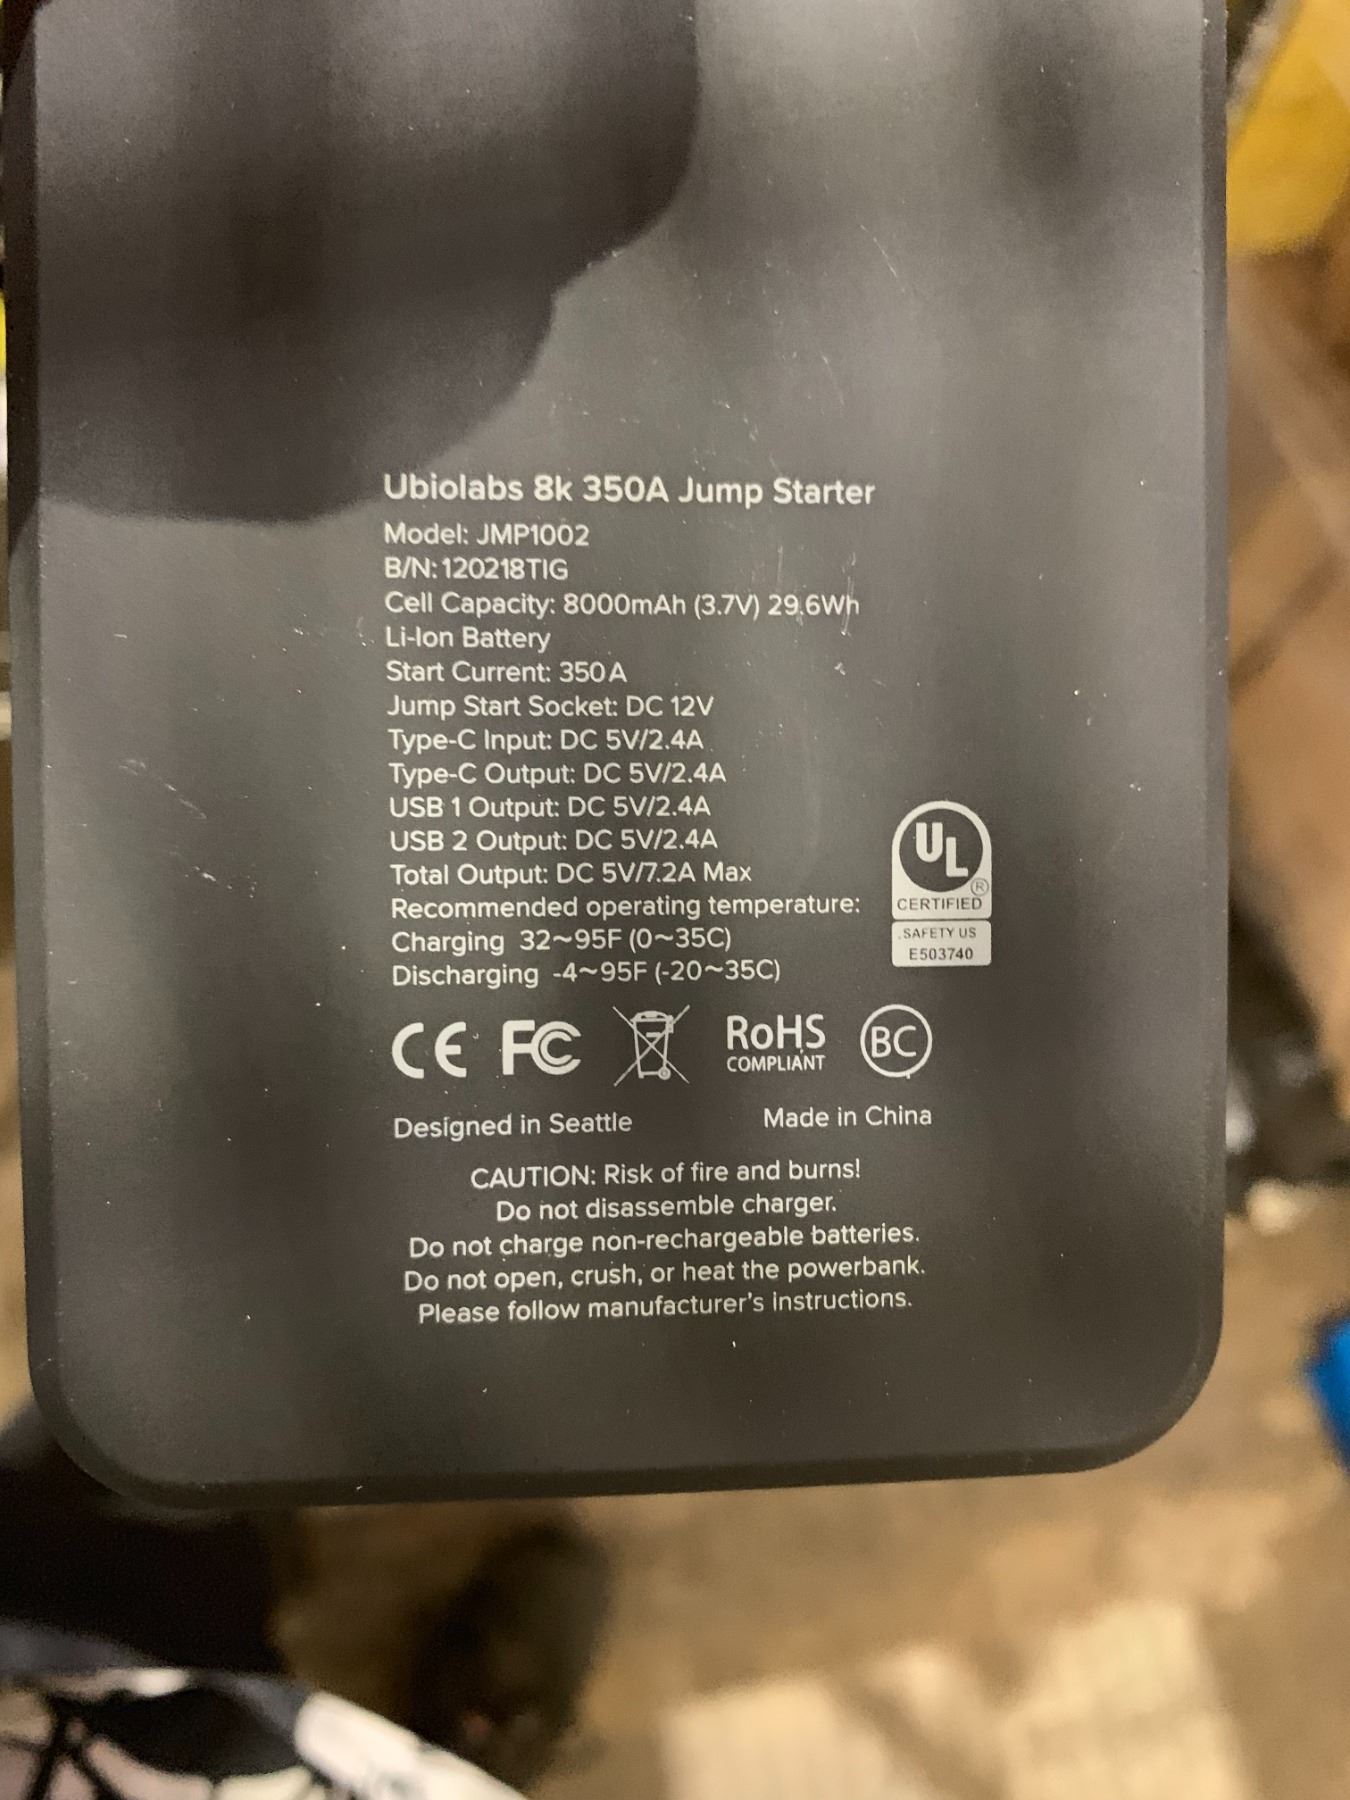 Ubiolabs 8k 350A Jump Starter
Model: JMP1002
B/N: 120218TIG
Cell Capacity: 8000mAh (3.7V) 29.6Wh
Li-Ion Battery
Start Current: 350A
Jump Start Socket: DC 12V
Type-C Input: DC 5V/2.4A
Type-C Output: DC 5V/2.4A
USB 1 Output: DC 5V/2.4A
USB 2 Output: DC 5V/2.4A
Total Output: DC 5V/7.2A Max
Recommended operating temperature:
Charging 32~95F (0~35C)
Discharging -4~95F (-20~35C)
UL ®
CERTIFIED
SAFETY US
E503740
CE FC RoHS BC
COMPLIANT
Designed in Seattle Made in China
CAUTION: Risk of fire and burns!
Do not disassemble charger.
Do not charge non-rechargeable batteries.
Do not open, crush, or heat the powerbank.
Please follow manufacturer's instructions.